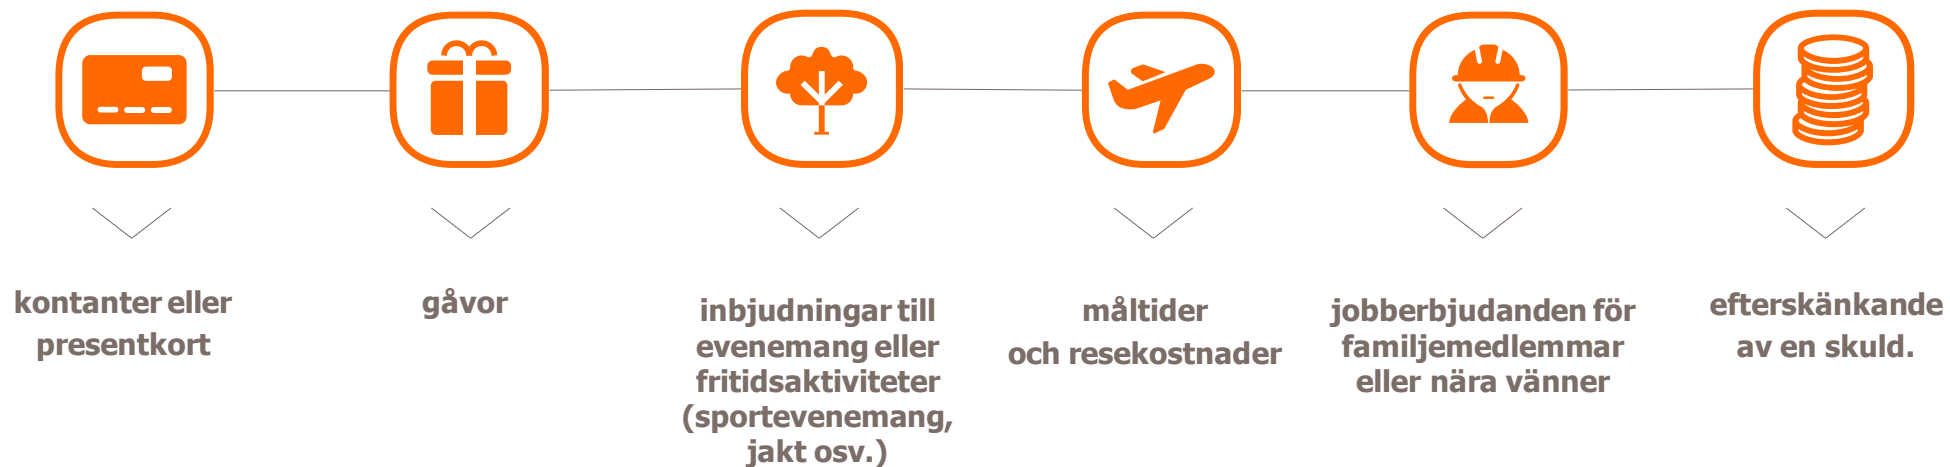 kontanter eller
presentkort
gåvor
inbjudningar till
evenemang eller
fritidsaktiviteter
(sportevenemang,
jakt osv.)
måltider
och resekostnader
jobberbjudanden för
familjemedlemmar
eller nära vänner
efterskänkande
av en skuld.